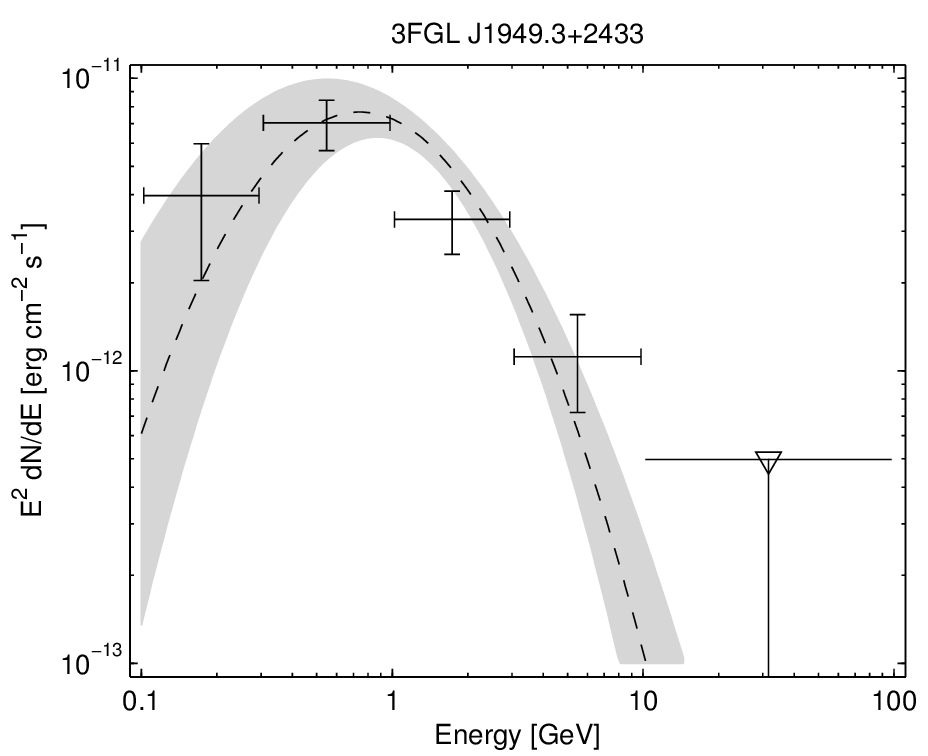 3FGL J1949.3+2433
10⁻¹¹
10⁻¹²
10⁻¹³
E² dN/dE [erg cm⁻² s⁻¹]
0.1 1 10 100
Energy [GeV]